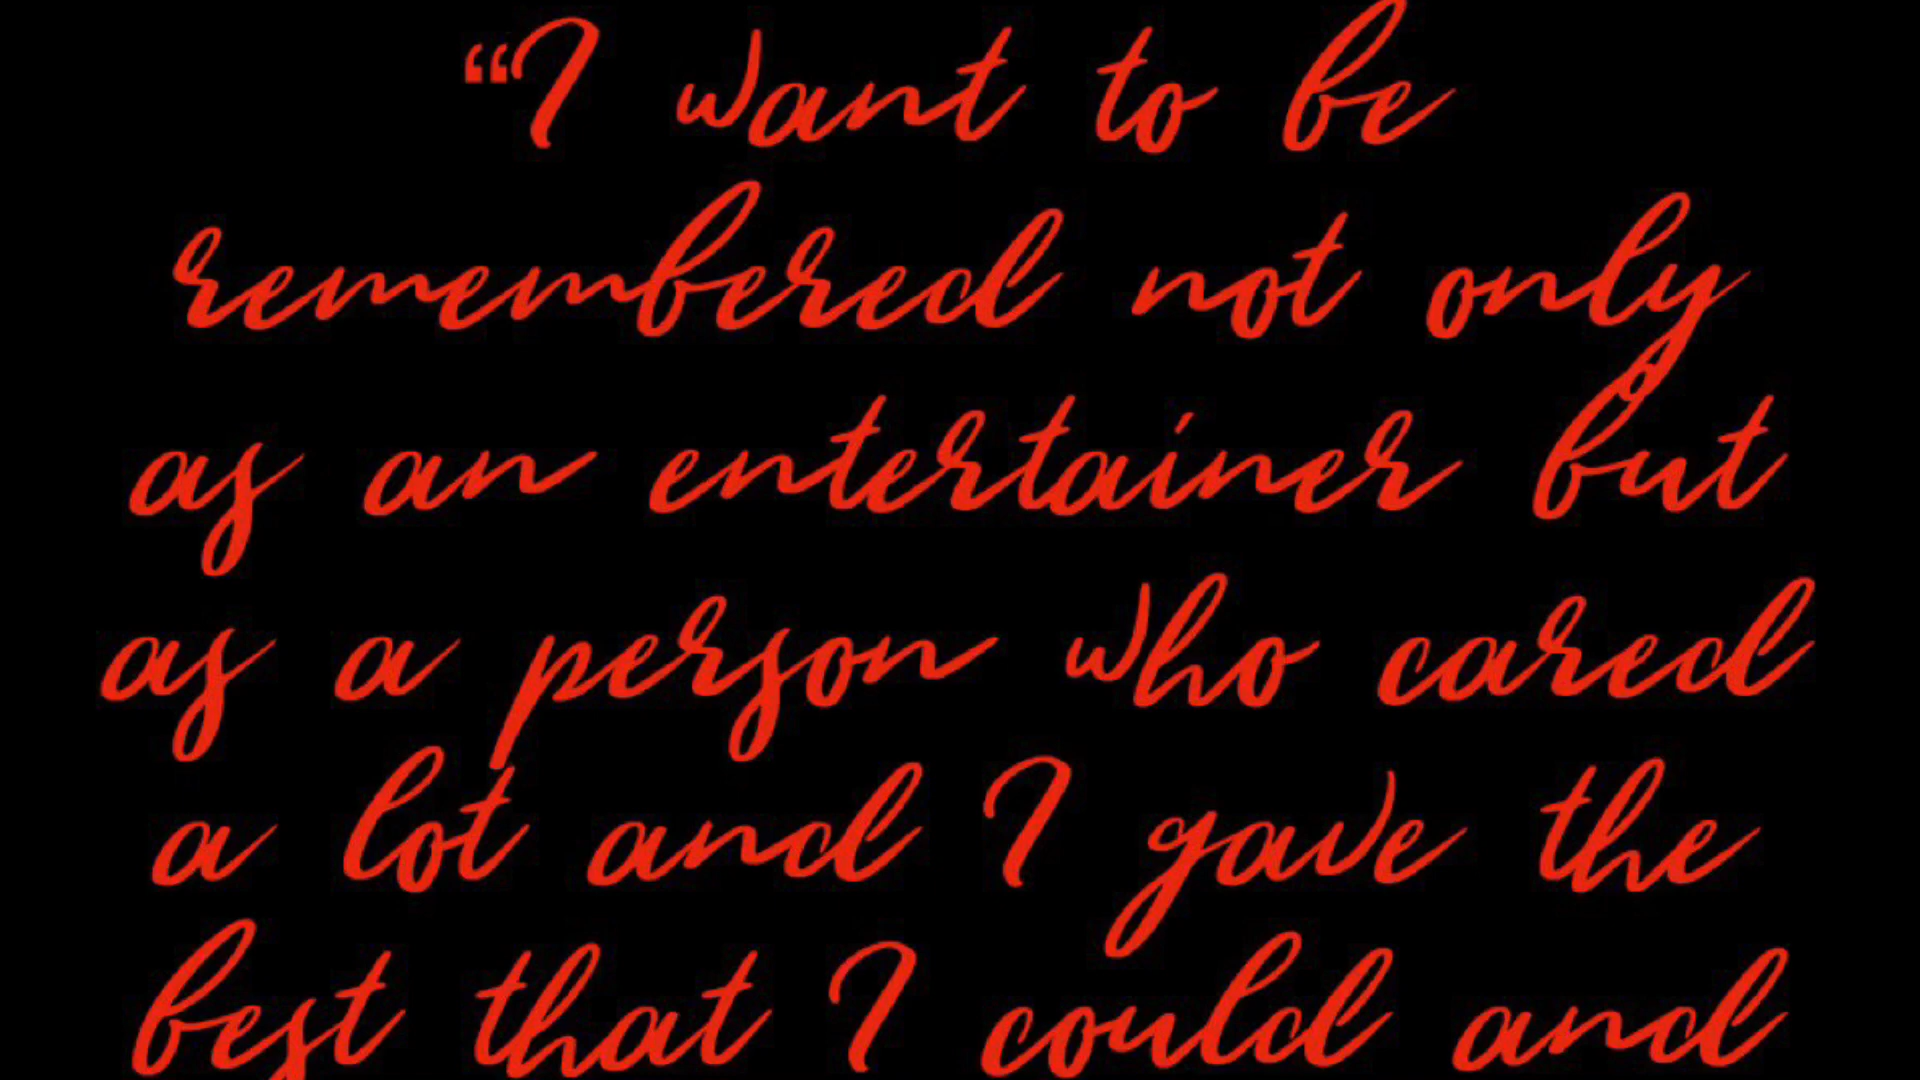 “I want to be
remembered not only
as an entertainer but
as a person who cared
a lot and I gave the
best that I could and